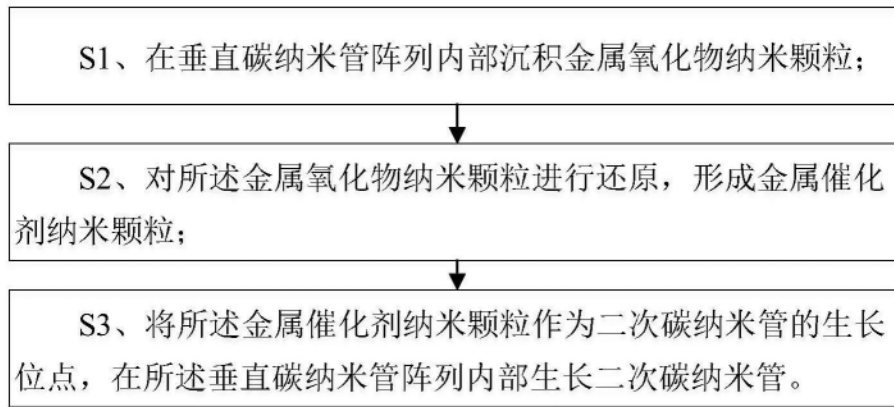 S1、在垂直碳纳米管阵列内部沉积金属氧化物纳米颗粒；
S2、对所述金属氧化物纳米颗粒进行还原，形成金属催化
剂纳米颗粒；
S3、将所述金属催化剂纳米颗粒作为二次碳纳米管的生长
位点，在所述垂直碳纳米管阵列内部生长二次碳纳米管。